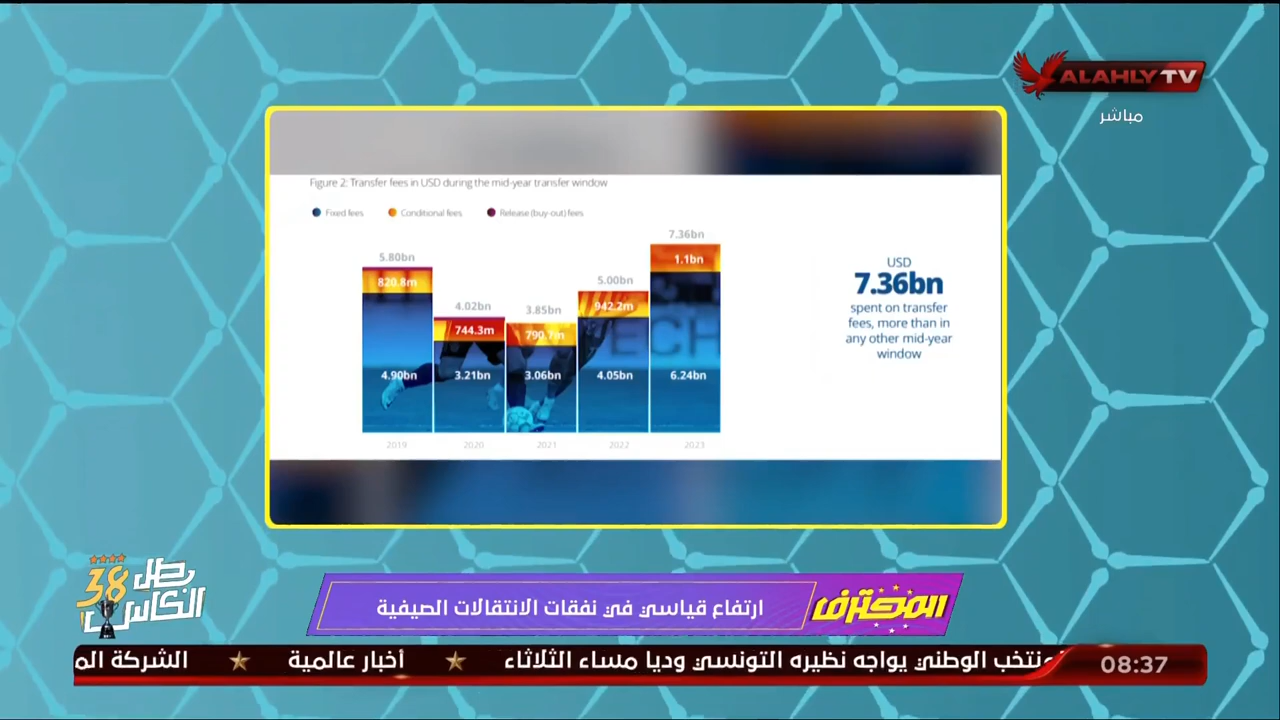 ALAHLY TV
مباشر
Figure 2: Transfer fees in USD during the mid-year transfer window
Fixed fees
Conditional fees
Release (buy-out) fees
5.80bn
4.02bn
3.85bn
5.00bn
7.36bn
820.8m
744.3m
790.7m
942.2m
1.1bn
4.90bn
3.21bn
3.06bn
4.05bn
6.24bn
2019
2020
2021
2022
2023
USD
7.36bn
spent on transfer
fees, more than in
any other mid-year
window
بطل
الكاس
38
المحترف
ارتفاع قياسي في نفقات الانتقالات الصيفية
08:37
يواجه نظيره التونسي وديا مساء الثلاثاء ★ أخبار عالمية ★ الشركة